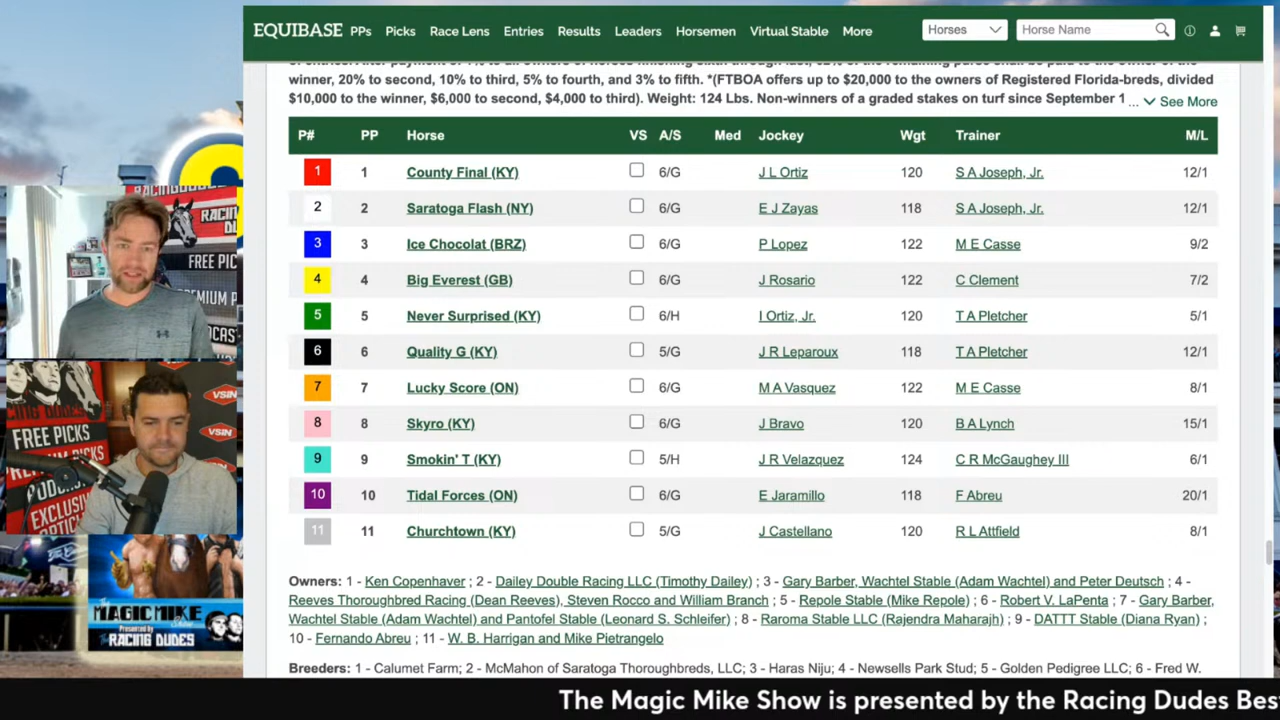 EQUIBASE PPs Picks Race Lens Entries Results Leaders Horsemen Virtual Stable More Horses Horse Name
winner, 20% to second, 10% to third, 5% to fourth, and 3% to fifth. *(FTBOA offers up to $20,000 to the owners of Registered Florida-breds, divided
$10,000 to the winner, $6,000 to second, $4,000 to third). Weight: 124 Lbs. Non-winners of a graded stakes on turf since September 1 ... See More
P# PP Horse VS A/S Med Jockey Wgt Trainer M/L
1 1 County Final (KY) 6/G J L Ortiz 120 S A Joseph, Jr. 12/1
2 2 Saratoga Flash (NY) 6/G E J Zayas 118 S A Joseph, Jr. 12/1
3 3 Ice Chocolat (BRZ) 6/G P Lopez 122 M E Casse 9/2
4 4 Big Everest (GB) 6/G J Rosario 122 C Clement 7/2
5 5 Never Surprised (KY) 6/H I Ortiz, Jr. 120 T A Pletcher 5/1
6 6 Quality G (KY) 5/G J R Leparoux 118 T A Pletcher 12/1
7 7 Lucky Score (ON) 6/G M A Vasquez 122 M E Casse 8/1
8 8 Skyro (KY) 6/G J Bravo 120 B A Lynch 15/1
9 9 Smokin' T (KY) 5/H J R Velazquez 124 C R McGaughey III 6/1
10 10 Tidal Forces (ON) 6/G E Jaramillo 118 F Abreu 20/1
11 11 Churchtown (KY) 5/G J Castellano 120 R L Attfield 8/1
Owners: 1 - Ken Copenhaver ; 2 - Dailey Double Racing LLC (Timothy Dailey) ; 3 - Gary Barber, Wachtel Stable (Adam Wachtel) and Peter Deutsch ; 4 -
Reeves Thoroughbred Racing (Dean Reeves), Steven Rocco and William Branch ; 5 - Repole Stable (Mike Repole) ; 6 - Robert V. LaPenta ; 7 - Gary Barber,
Wachtel Stable (Adam Wachtel) and Pantofel Stable (Leonard S. Schleifer) ; 8 - Raroma Stable LLC (Rajendra Maharajh) ; 9 - DATTT Stable (Diana Ryan) ;
10 - Fernando Abreu ; 11 - W. B. Harrigan and Mike Pietrangelo
Breeders: 1 - Calumet Farm; 2 - McMahon of Saratoga Thoroughbreds, LLC; 3 - Haras Niju; 4 - Newsells Park Stud; 5 - Golden Pedigree LLC; 6 - Fred W.
FREE PIC
FREE PICKS
EXCLUSIV
VSiN
VSiN
THE
MAGIC MIKE
SHOW
Presented By
The RACING DUDES
The Magic Mike Show is presented by the Racing Dudes Bes